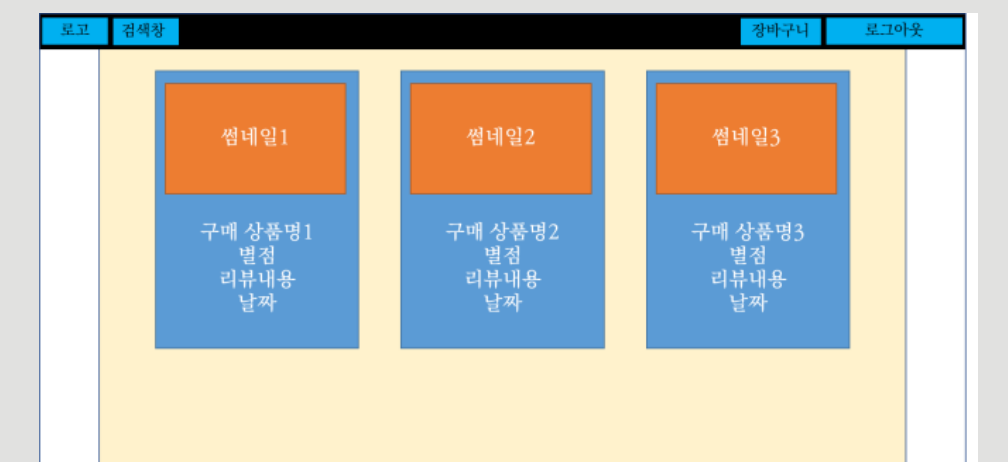 로고 검색창 장바구니 로그아웃
썸네일1 썸네일2 썸네일3
구매 상품명1
별점
리뷰내용
날짜
구매 상품명2
별점
리뷰내용
날짜
구매 상품명3
별점
리뷰내용
날짜